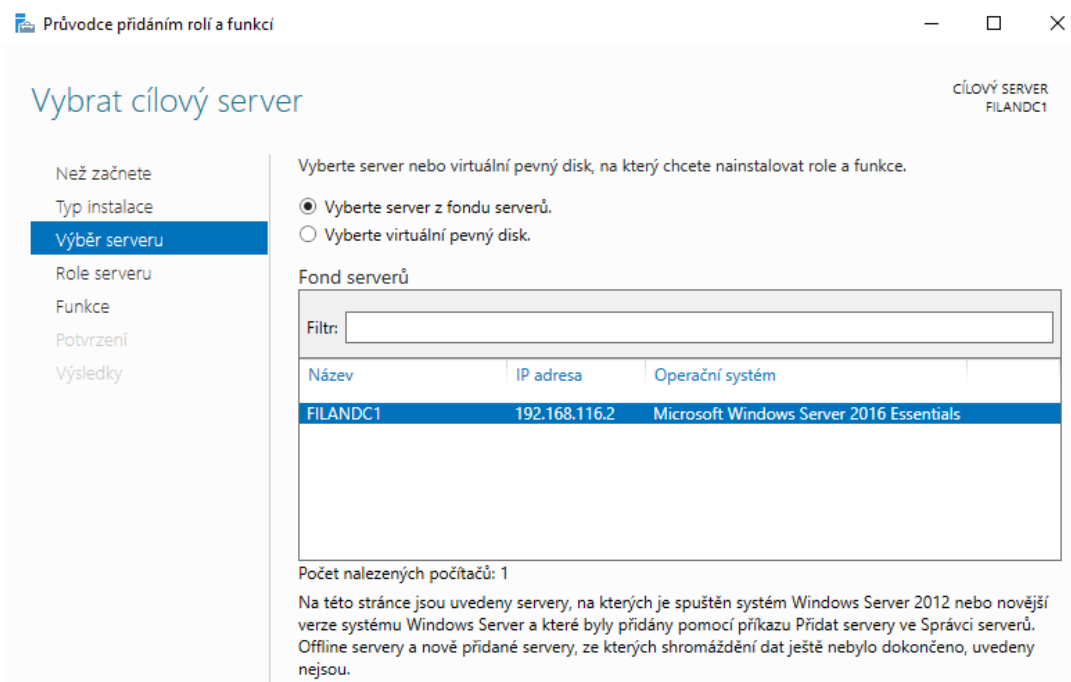 Průvodce přidáním rolí a funkcí
Vybrat cílový server
CÍLOVÝ SERVER
FILANDC1
Než začnete
Typ instalace
Výběr serveru
Role serveru
Funkce
Potvrzení
Výsledky
Vyberte server nebo virtuální pevný disk, na který chcete nainstalovat role a funkce.
Vyberte server z fondu serverů.
Vyberte virtuální pevný disk.
Fond serverů
Filtr:
Název IP adresa Operační systém
FILANDC1 192.168.116.2 Microsoft Windows Server 2016 Essentials
Počet nalezených počítačů: 1
Na této stránce jsou uvedeny servery, na kterých je spuštěn systém Windows Server 2012 nebo novější
verze systému Windows Server a které byly přidány pomocí příkazu Přidat servery ve Správci serverů.
Offline servery a nově přidané servery, ze kterých shromáždění dat ještě nebylo dokončeno, uvedeny
nejsou.